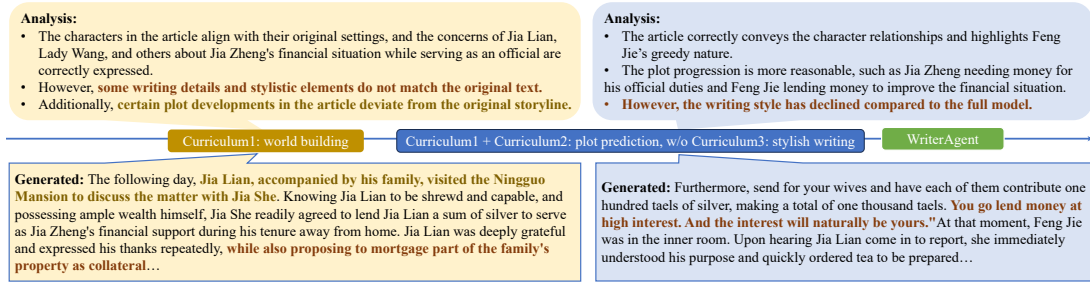 Analysis:
• The characters in the article align with their original settings, and the concerns of Jia Lian,
Lady Wang, and others about Jia Zheng's financial situation while serving as an official are
correctly expressed.
• However, some writing details and stylistic elements do not match the original text.
• Additionally, certain plot developments in the article deviate from the original storyline.
Analysis:
• The article correctly conveys the character relationships and highlights Feng
Jie's greedy nature.
• The plot progression is more reasonable, such as Jia Zheng needing money for
his official duties and Feng Jie lending money to improve the financial situation.
• However, the writing style has declined compared to the full model.
Curriculum1: world building
Curriculum1 + Curriculum2: plot prediction, w/o Curriculum3: stylish writing
WriterAgent
Generated: The following day, Jia Lian, accompanied by his family, visited the Ningguo
Mansion to discuss the matter with Jia She. Knowing Jia Lian to be shrewd and capable, and
possessing ample wealth himself, Jia She readily agreed to lend Jia Lian a sum of silver to serve
as Jia Zheng's financial support during his tenure away from home. Jia Lian was deeply grateful
and expressed his thanks repeatedly, while also proposing to mortgage part of the family's
property as collateral…
Generated: Furthermore, send for your wives and have each of them contribute one
hundred taels of silver, making a total of one thousand taels. You go lend money at
high interest. And the interest will naturally be yours."At that moment, Feng Jie
was in the inner room. Upon hearing Jia Lian come in to report, she immediately
understood his purpose and quickly ordered tea to be prepared…